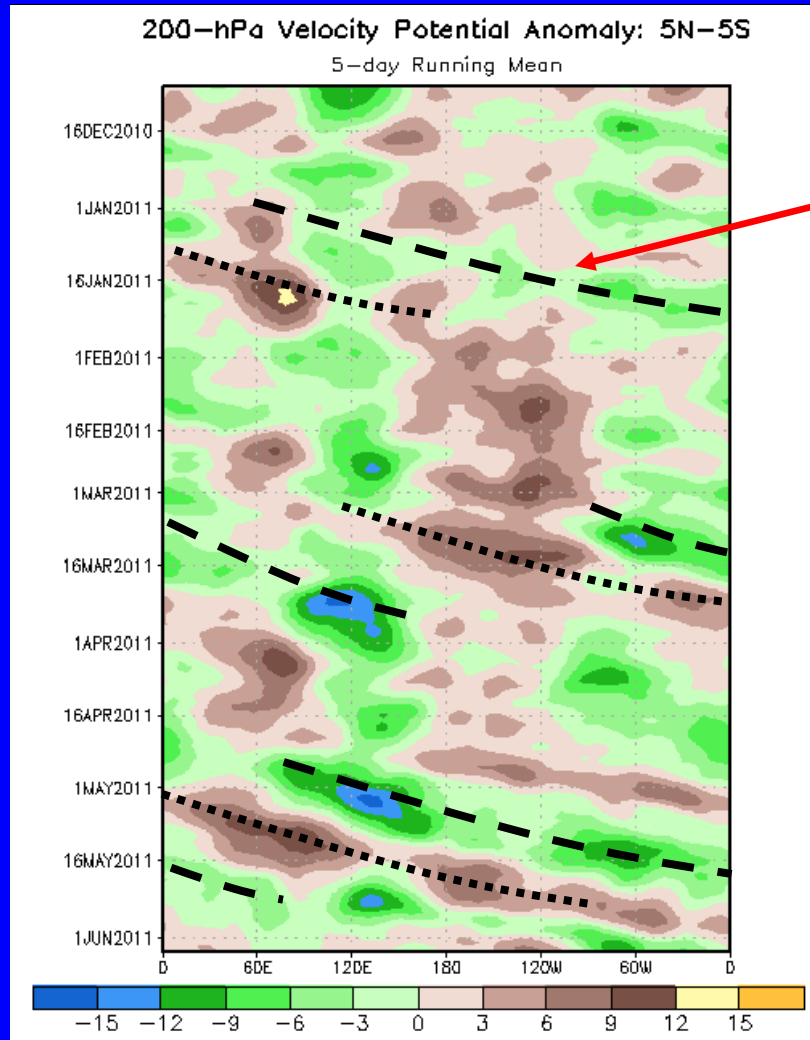 200-hPa Velocity Potential Anomaly: 5N-5S
5-day Running Mean
16DEC2010
1JAN2011
16JAN2011
1FEB2011
16FEB2011
1MAR2011
16MAR2011
1APR2011
16APR2011
1MAY2011
16MAY2011
1JUN2011
0 60E 120E 180 120W 60W 0
-15 -12 -9 -6 -3 0 3 6 9 12 15